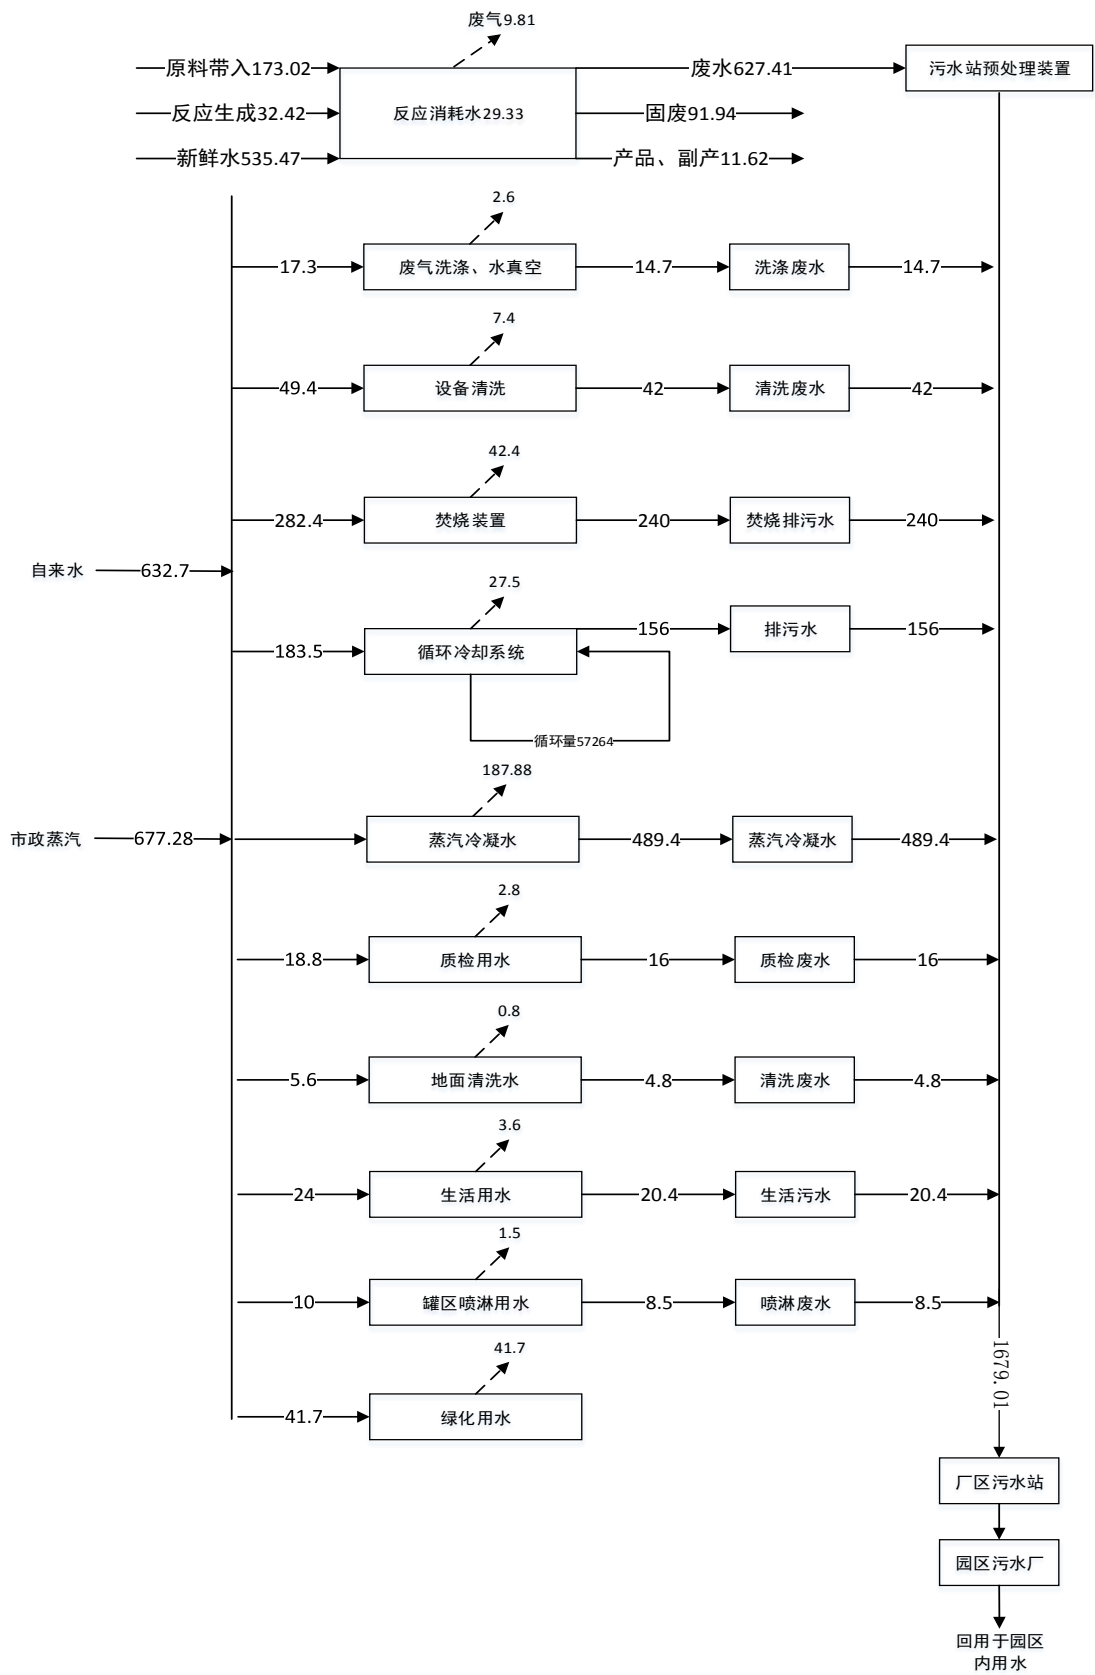 废气9.81
原料带入173.02
废水627.41
污水站预处理装置
反应生成32.42
反应消耗水29.33
固废91.94
新鲜水535.47
产品、副产11.62
2.6
17.3
废气洗涤、水真空
14.7
洗涤废水
14.7
7.4
49.4
设备清洗
42
清洗废水
42
42.4
282.4
焚烧装置
240
焚烧排污水
240
自来水
632.7
27.5
183.5
循环冷却系统
156
排污水
156
循环量57264
187.88
市政蒸汽
677.28
蒸汽冷凝水
489.4
蒸汽冷凝水
489.4
2.8
18.8
质检用水
16
质检废水
16
0.8
5.6
地面清洗水
4.8
清洗废水
4.8
3.6
24
生活用水
20.4
生活污水
20.4
1.5
10
罐区喷淋用水
8.5
喷淋废水
8.5
41.7
41.7
绿化用水
1679.01
厂区污水站
园区污水厂
回用于园区
内用水